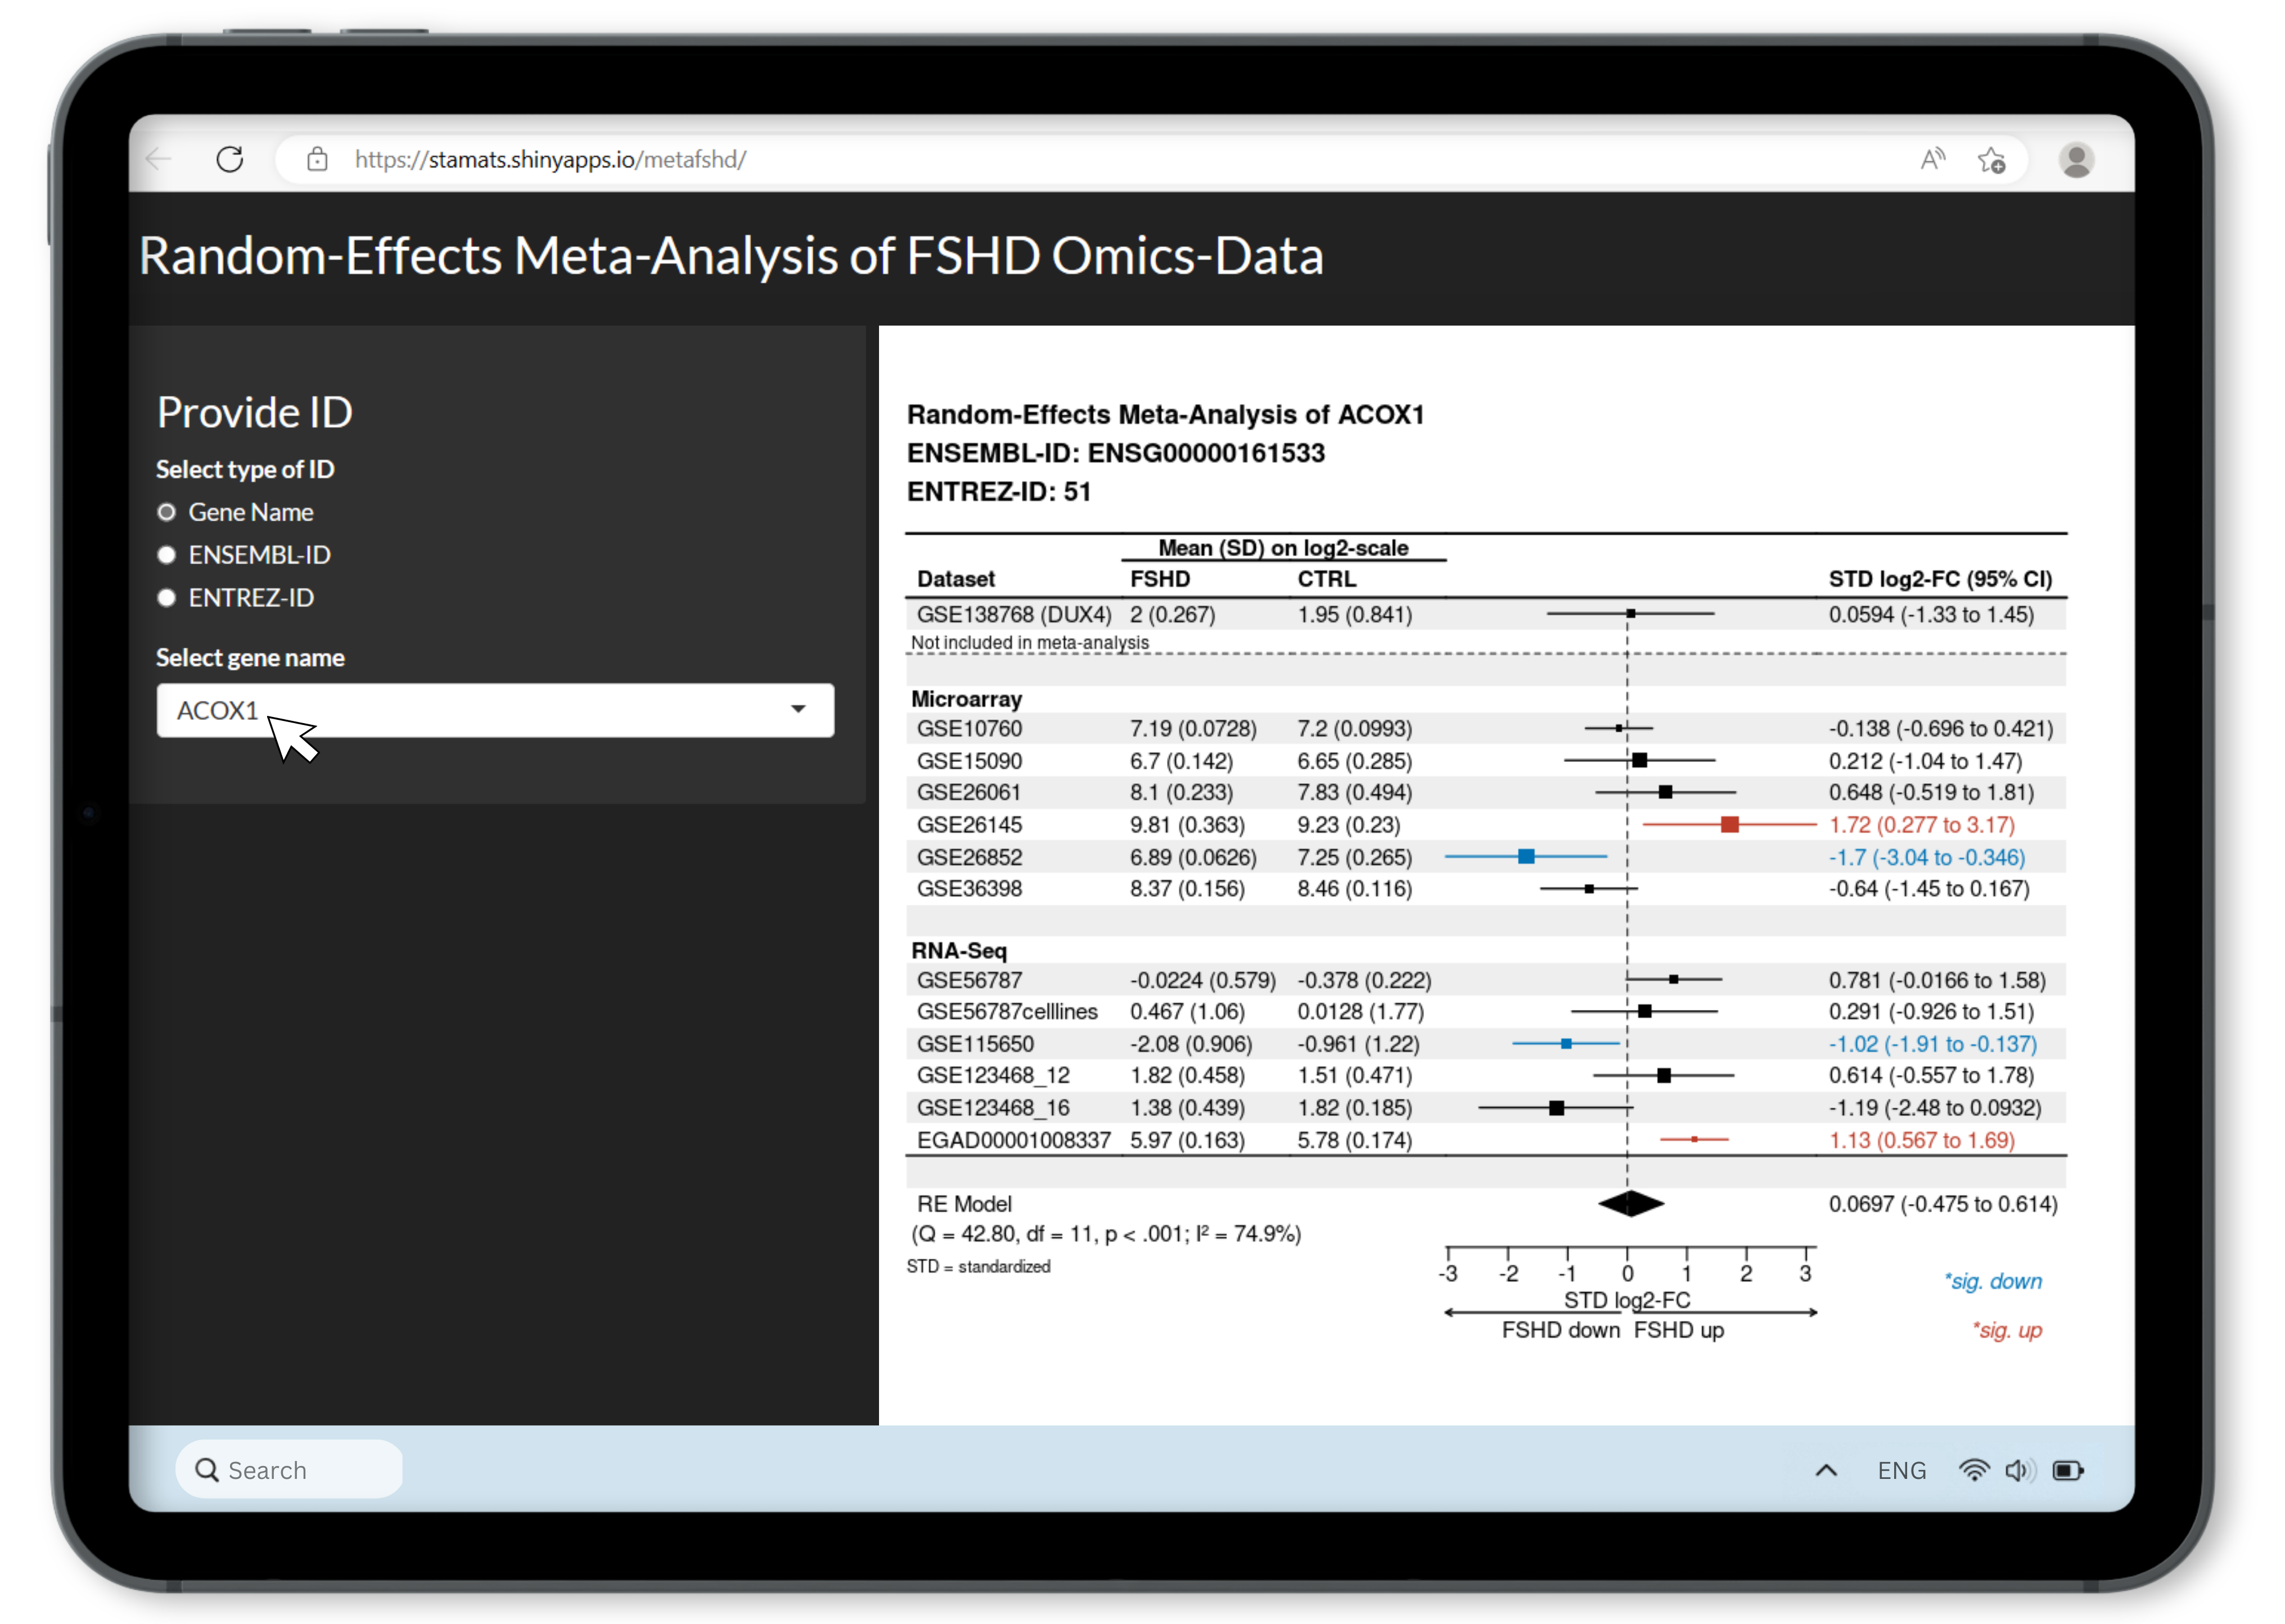 https://stamats.shinyapps.io/metafshd/
Random-Effects Meta-Analysis of FSHD Omics-Data
Provide ID
Select type of ID
Gene Name
ENSEMBL-ID
ENTREZ-ID
Select gene name
ACOX1
Random-Effects Meta-Analysis of ACOX1
ENSEMBL-ID: ENSG00000161533
ENTREZ-ID: 51
Mean (SD) on log2-scale
Dataset FSHD CTRL STD log2-FC (95% CI)
GSE138768 (DUX4) 2 (0.267) 1.95 (0.841) 0.0594 (-1.33 to 1.45)
Not included in meta-analysis
Microarray
GSE10760 7.19 (0.0728) 7.2 (0.0993) -0.138 (-0.696 to 0.421)
GSE15090 6.7 (0.142) 6.65 (0.285) 0.212 (-1.04 to 1.47)
GSE26061 8.1 (0.233) 7.83 (0.494) 0.648 (-0.519 to 1.81)
GSE26145 9.81 (0.363) 9.23 (0.23) 1.72 (0.277 to 3.17)
GSE26852 6.89 (0.0626) 7.25 (0.265) -1.7 (-3.04 to -0.346)
GSE36398 8.37 (0.156) 8.46 (0.116) -0.64 (-1.45 to 0.167)
RNA-Seq
GSE56787 -0.0224 (0.579) -0.378 (0.222) 0.781 (-0.0166 to 1.58)
GSE56787celllines 0.467 (1.06) 0.0128 (1.77) 0.291 (-0.926 to 1.51)
GSE115650 -2.08 (0.906) -0.961 (1.22) -1.02 (-1.91 to -0.137)
GSE123468_12 1.82 (0.458) 1.51 (0.471) 0.614 (-0.557 to 1.78)
GSE123468_16 1.38 (0.439) 1.82 (0.185) -1.19 (-2.48 to 0.0932)
EGAD00001008337 5.97 (0.163) 5.78 (0.174) 1.13 (0.567 to 1.69)
RE Model 0.0697 (-0.475 to 0.614)
(Q = 42.80, df = 11, p < .001; I² = 74.9%)
STD = standardized
-3 -2 -1 0 1 2 3
STD log2-FC
FSHD down FSHD up
*sig. down
*sig. up
Search
ENG